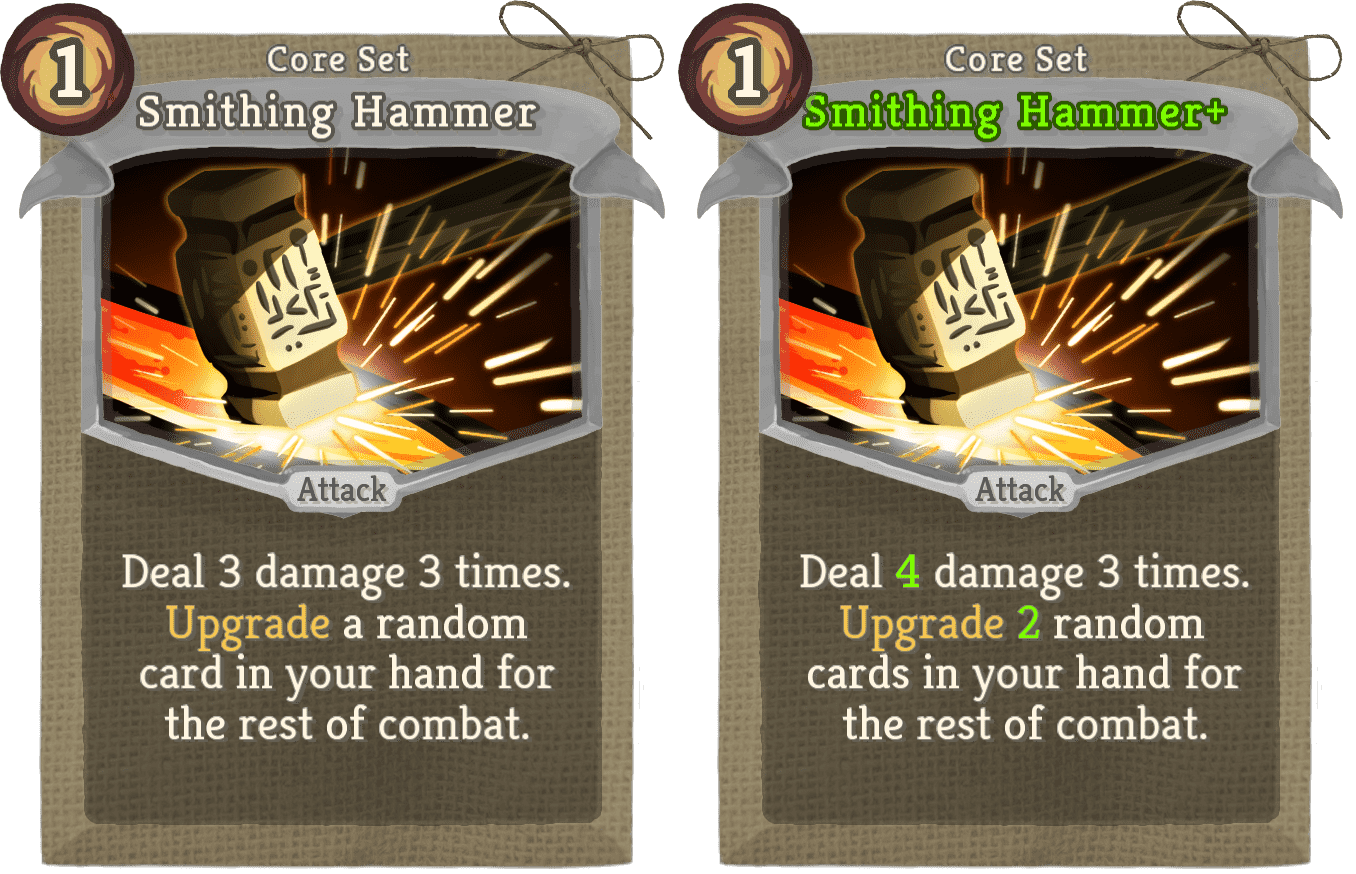 1
Core Set
Smithing Hammer
Attack
Deal 3 damage 3 times.
Upgrade a random
card in your hand for
the rest of combat.
1
Core Set
Smithing Hammer+
Attack
Deal 4 damage 3 times.
Upgrade 2 random
cards in your hand for
the rest of combat.